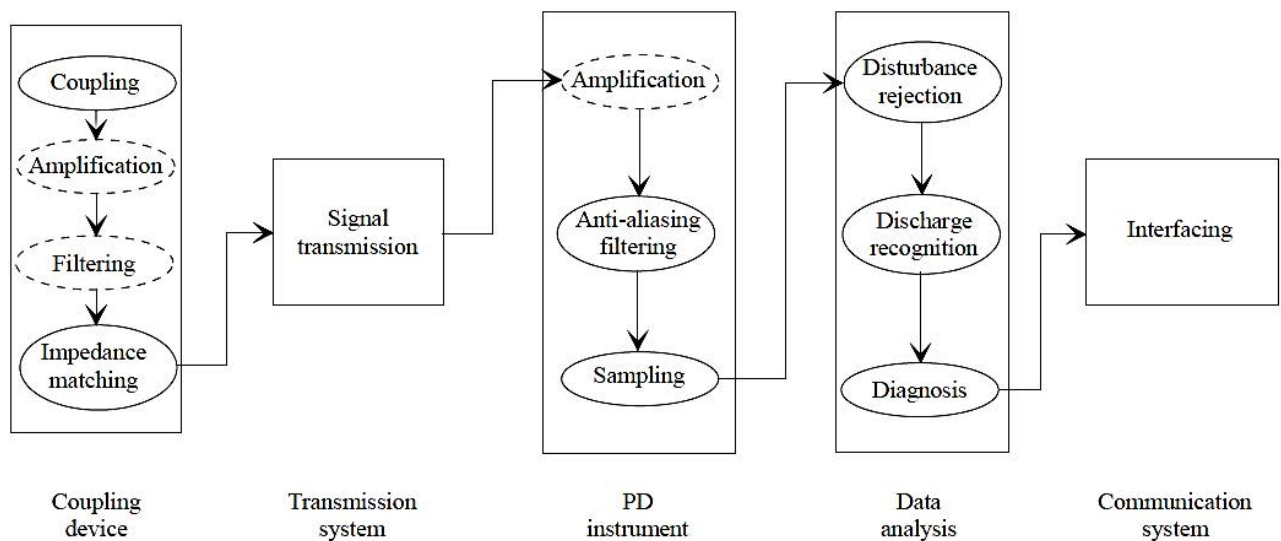 Coupling
Amplification
Filtering
Impedance
matching
Signal
transmission
Amplification
Anti-aliasing
filtering
Sampling
Disturbance
rejection
Discharge
recognition
Diagnosis
Interfacing
Coupling
device
Transmission
system
PD
instrument
Data
analysis
Communication
system